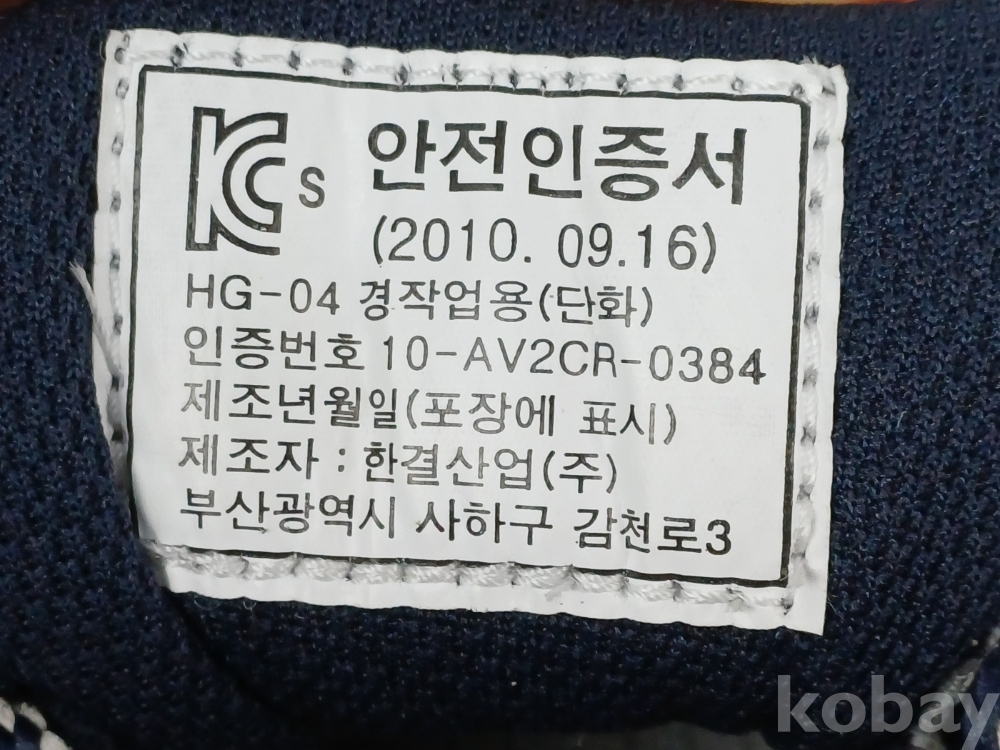 KCs 안전인증서
(2010. 09.16)
HG-04 경작업용(단화)
인증번호 10-AV2CR-0384
제조년월일(포장에 표시)
제조자 : 한결산업(주)
부산광역시 사하구 감천로3
kobay